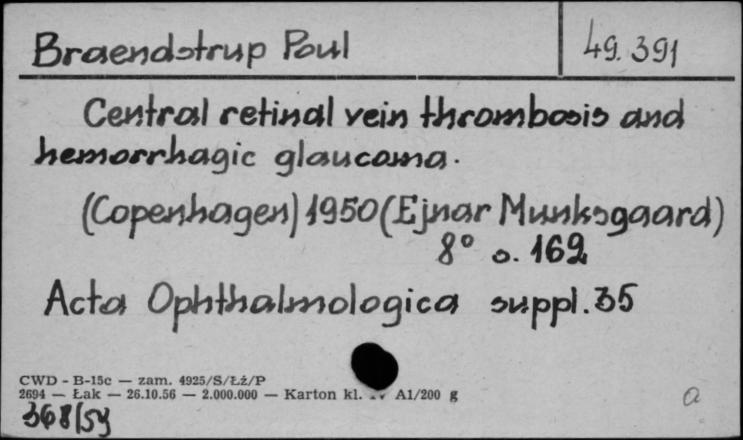 Braendstrup Poul
49.391
Central retinal vein thrombosis and
hemorrhagic glaucoma.
(Copenhagen) 1950 (Ejnar Munksgaard)
8° s. 162
Acta Ophthalmologica suppl. 35
CWD - B-15c — zam. 4925/S/Łż/P
2694 — Łak — 26.10.56 — 2.000.000 — Karton kl. A1/200 g
368/59
a